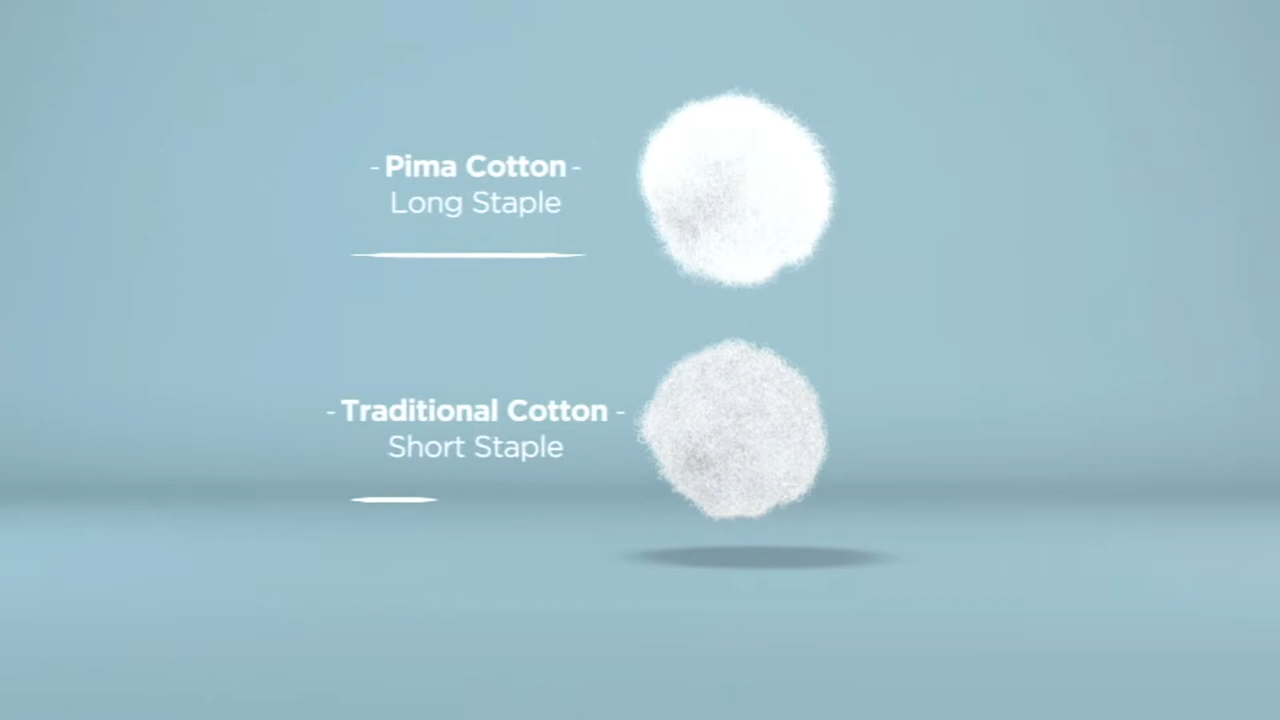 - Pima Cotton -
Long Staple
- Traditional Cotton -
Short Staple